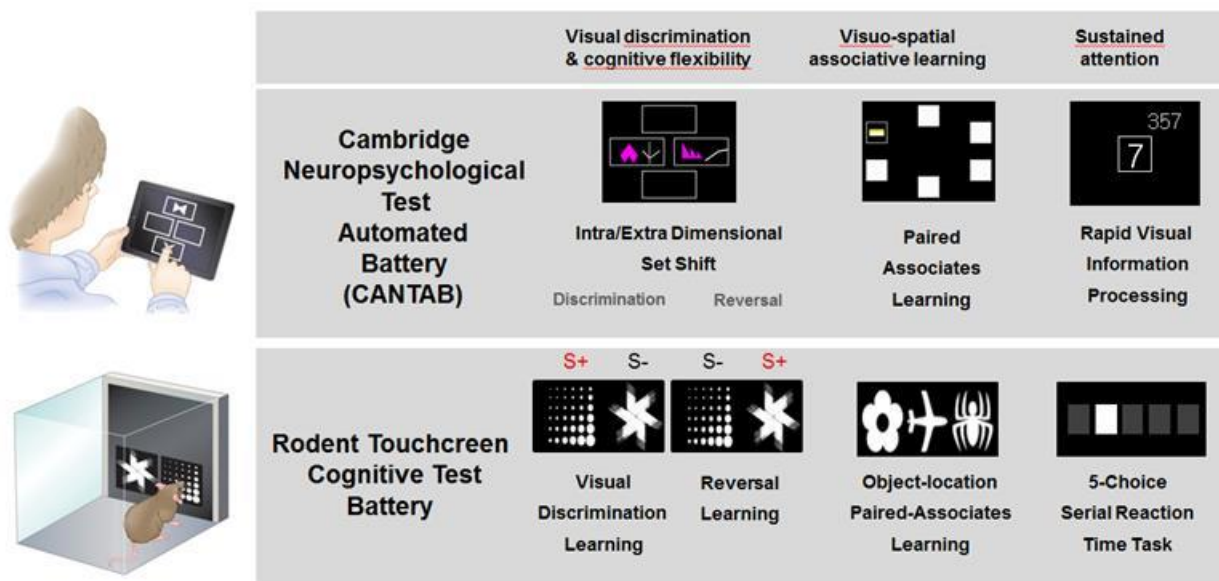 Visual discrimination
& cognitive flexibility
Visuo-spatial
associative learning
Sustained
attention
Cambridge
Neuropsychological
Test
Automated
Battery
(CANTAB)
357
7
Intra/Extra Dimensional
Set Shift
Discrimination
Reversal
Paired
Associates
Learning
Rapid Visual
Information
Processing
S+
S-
S-
S+
Rodent Touchcreen
Cognitive Test
Battery
Visual
Discrimination
Learning
Reversal
Learning
Object-location
Paired-Associates
Learning
5-Choice
Serial Reaction
Time Task